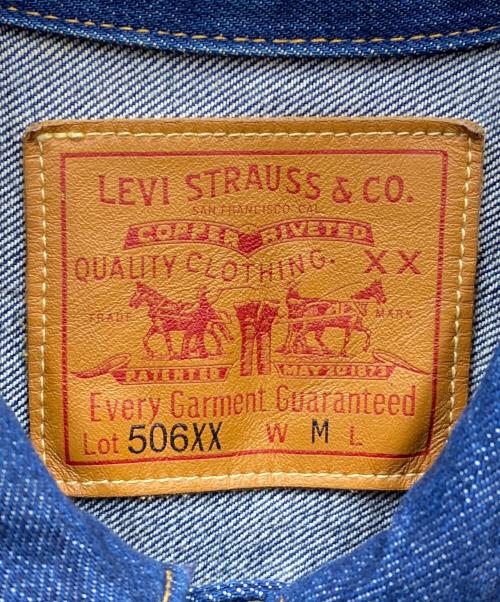 LEVI STRAUSS & CO.
SAN FRANCISCO CAL
COPPER RIVETED
QUALITY CLOTHING. XX
TRADE MARK
PATENTED MAY 20 1873
Every Garment Guaranteed
Lot 506XX W M L